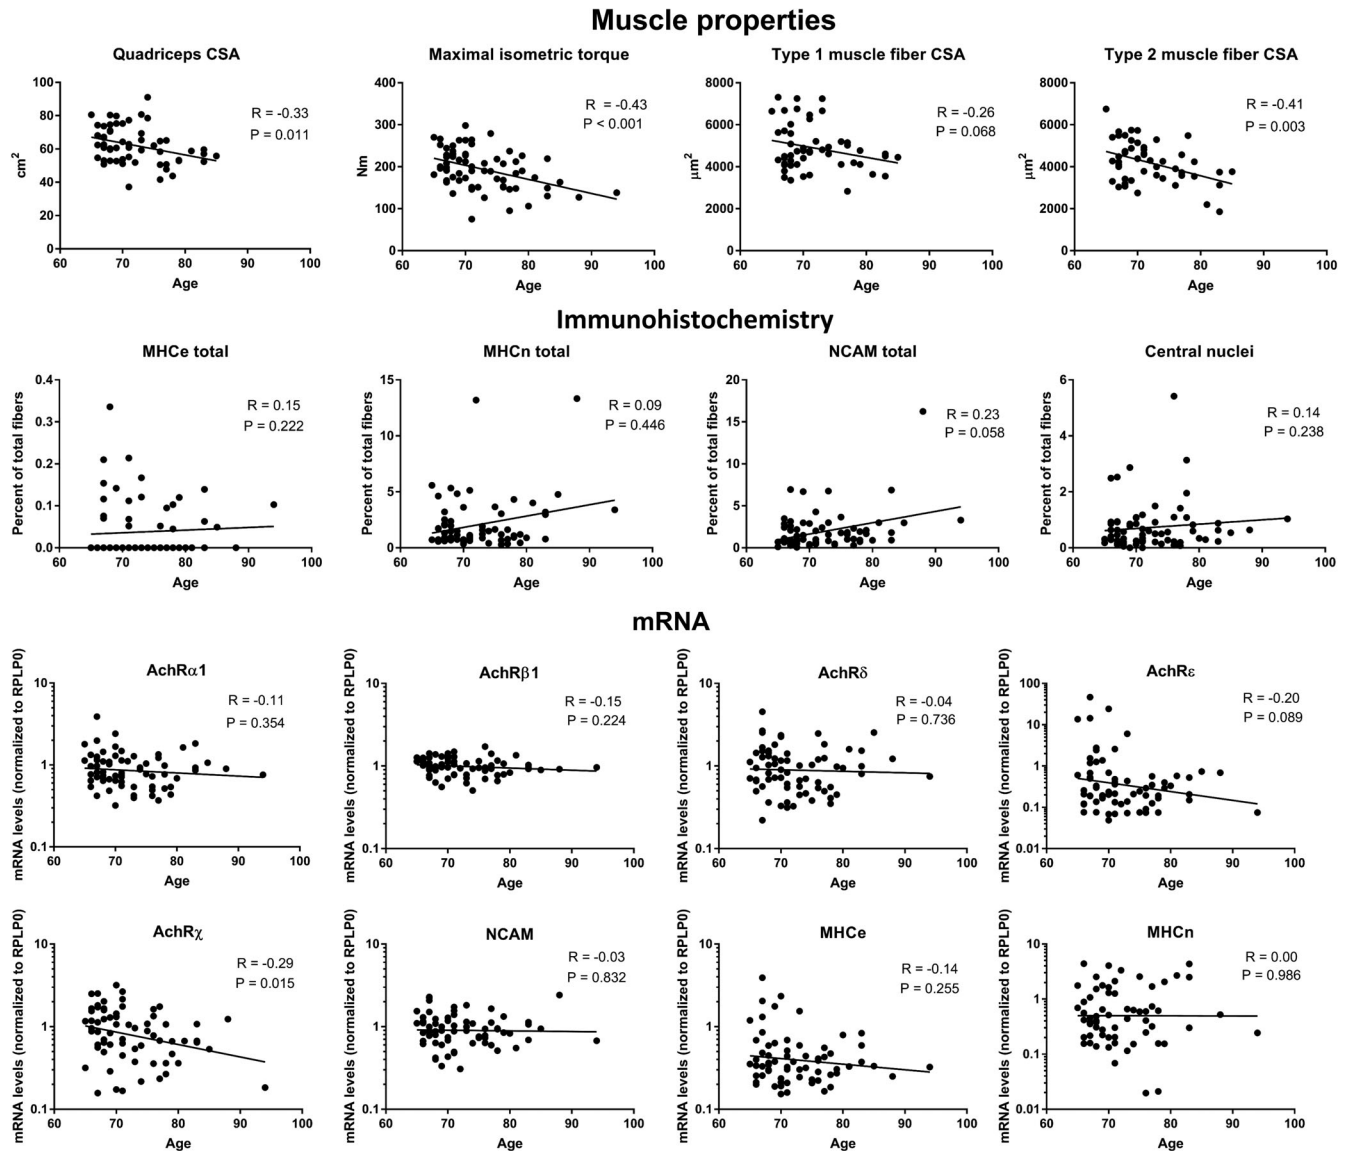 Muscle properties
Quadriceps CSA
Maximal isometric torque
Type 1 muscle fiber CSA
Type 2 muscle fiber CSA
100
80
60
40
20
0
cm2
R = -0.33
P = 0.011
60 70 80 90 100
Age
400
300
200
100
0
Nm
R = -0.43
P < 0.001
60 70 80 90 100
Age
8000
6000
4000
2000
0
μm2
R = -0.26
P = 0.068
60 70 80 90 100
Age
8000
6000
4000
2000
0
μm2
R = -0.41
P = 0.003
60 70 80 90 100
Age
Immunohistochemistry
MHCe total
MHCn total
NCAM total
Central nuclei
Percent of total fibers
0.4
0.3
0.2
0.1
0.0
R = 0.15
P = 0.222
60 70 80 90 100
Age
Percent of total fibers
15
10
5
0
R = 0.09
P = 0.446
60 70 80 90 100
Age
Percent of total fibers
20
15
10
5
0
R = 0.23
P = 0.058
60 70 80 90 100
Age
Percent of total fibers
6
4
2
0
R = 0.14
P = 0.238
60 70 80 90 100
Age
mRNA
AchRα1
AchRβ1
AchRδ
AchRε
mRNA levels (normalized to RPLP0)
10
1
0.1
R = -0.11
P = 0.354
60 70 80 90 100
Age
mRNA levels (normalized to RPLP0)
10
1
0.1
R = -0.15
P = 0.224
60 70 80 90 100
Age
mRNA levels (normalized to RPLP0)
10
1
0.1
R = -0.04
P = 0.736
60 70 80 90 100
Age
mRNA levels (normalized to RPLP0)
100
10
1
0.1
0.01
R = -0.20
P = 0.089
60 70 80 90 100
Age
AchRχ
NCAM
MHCe
MHCn
mRNA levels (normalized to RPLP0)
10
1
0.1
R = -0.29
P = 0.015
60 70 80 90 100
Age
mRNA levels (normalized to RPLP0)
10
1
0.1
R = -0.03
P = 0.832
60 70 80 90 100
Age
mRNA levels (normalized to RPLP0)
10
1
0.1
R = -0.14
P = 0.255
60 70 80 90 100
Age
mRNA levels (normalized to RPLP0)
10
1
0.1
0.01
R = 0.00
P = 0.986
60 70 80 90 100
Age